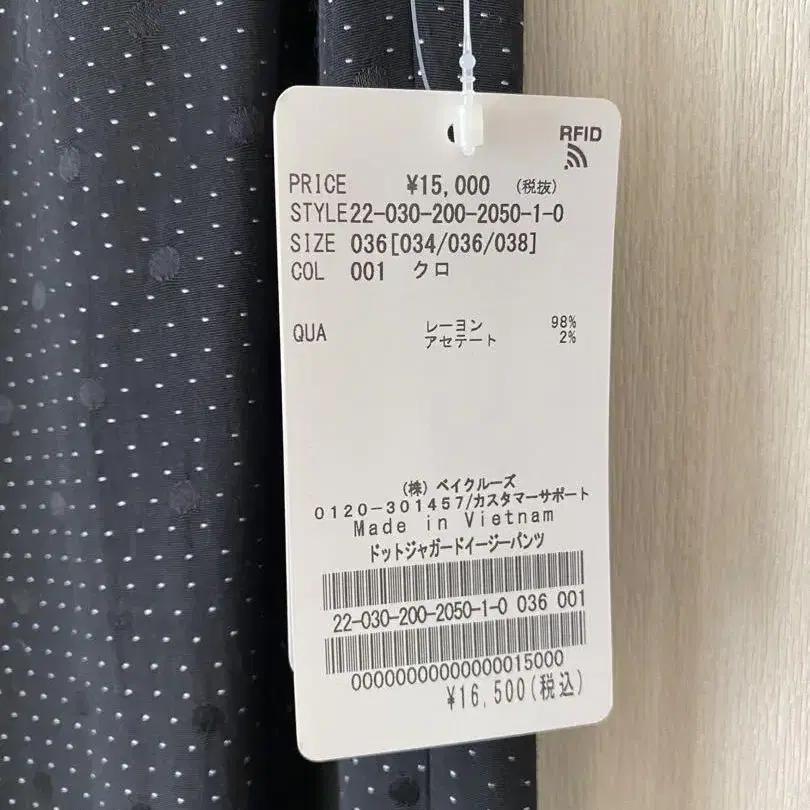 RFID
PRICE ¥15,000 (税抜)
STYLE22-030-200-2050-1-0
SIZE 036[034/036/038]
COL 001 クロ
QUA レーヨン 98%
アセテート 2%
(株)ベイクルーズ
0120-301457/カスタマーサポート
Made in Vietnam
ドットジャガードイージーパンツ
22-030-200-2050-1-0 036 001
00000000000000015000
¥16,500(税込)